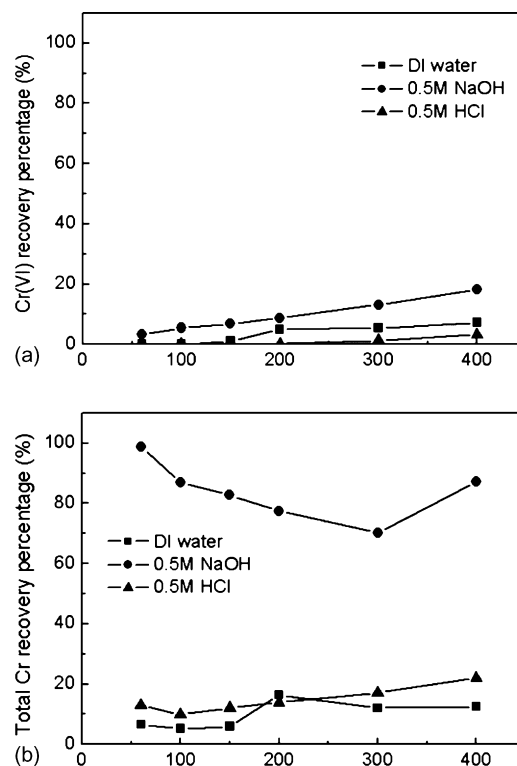 100
80
60
40
20
0
Cr(VI) recovery percentage (%)
DI water
0.5M NaOH
0.5M HCl
(a)
0 100 200 300 400
100
80
60
40
20
0
Total Cr recovery percentage (%)
DI water
0.5M NaOH
0.5M HCl
(b)
0 100 200 300 400